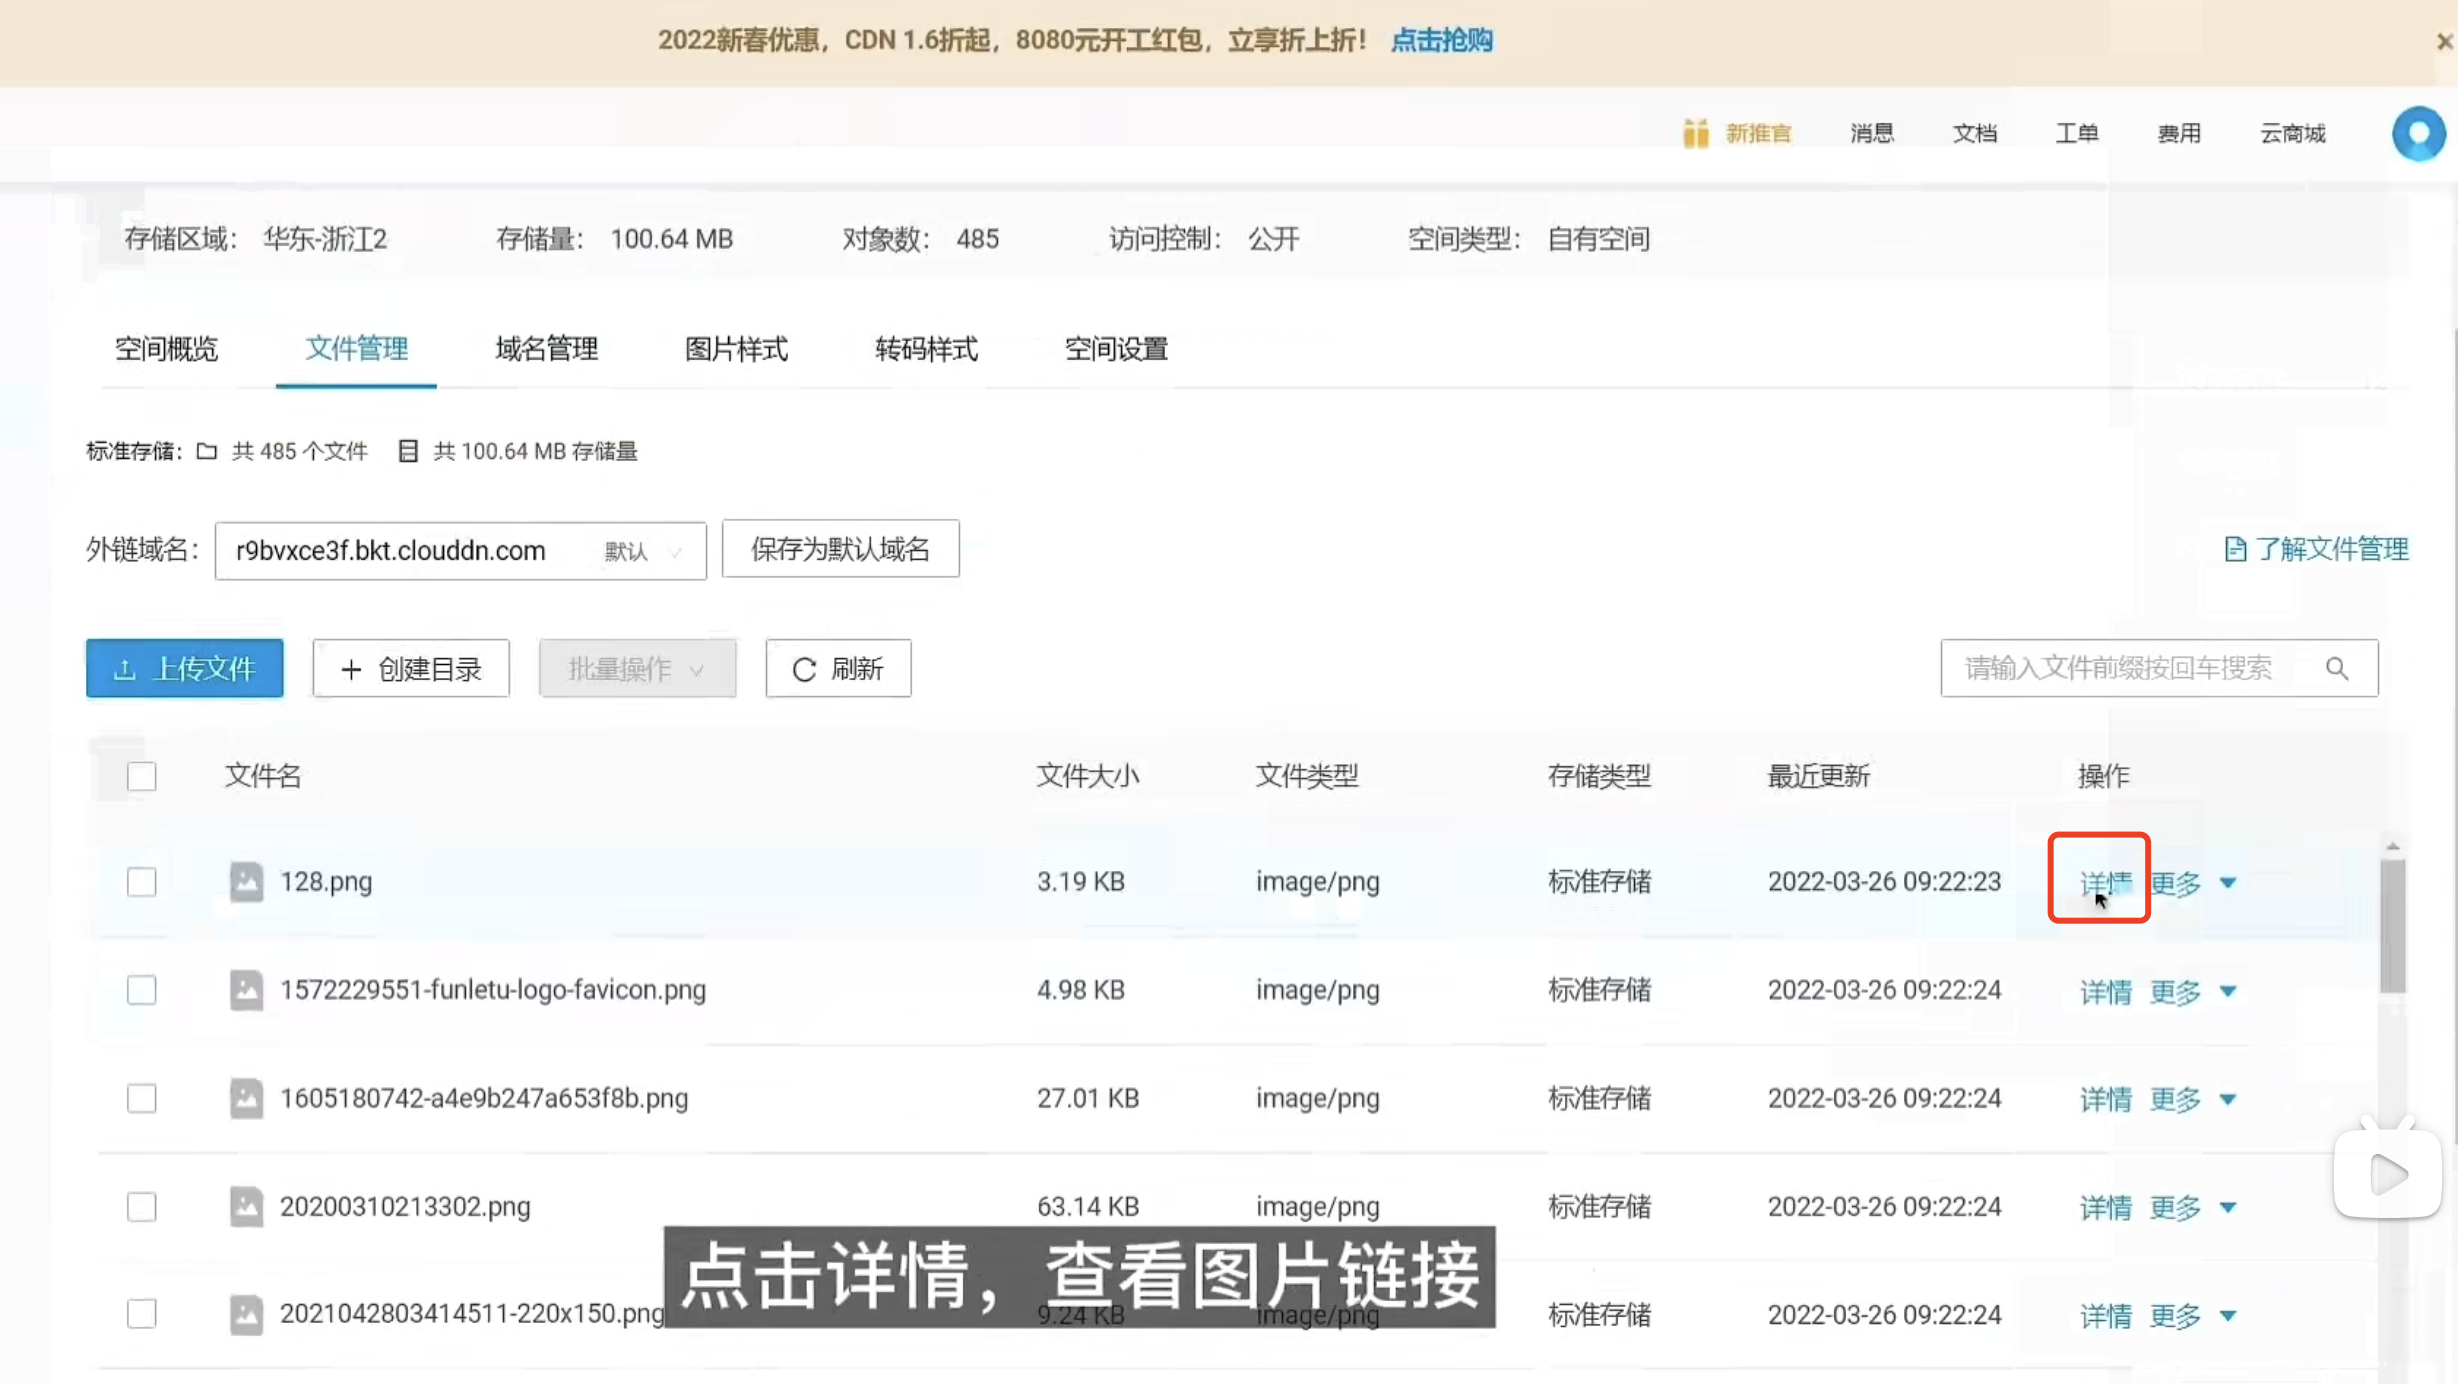 2022新春优惠，CDN 1.6折起，8080元开工红包，立享折上折！ 点击抢购
新推官 消息 文档 工单 费用 云商城
存储区域： 华东-浙江2 存储量： 100.64 MB 对象数： 485 访问控制： 公开 空间类型： 自有空间
空间概览 文件管理 域名管理 图片样式 转码样式 空间设置
标准存储： 共 485 个文件 共 100.64 MB 存储量
外链域名： r9bvxce3f.bkt.clouddn.com 默认 保存为默认域名 了解文件管理
上传文件 创建目录 批量操作 刷新 请输入文件前缀按回车搜索
文件名 文件大小 文件类型 存储类型 最近更新 操作
128.png 3.19 KB image/png 标准存储 2022-03-26 09:22:23 详情 更多
1572229551-funletu-logo-favicon.png 4.98 KB image/png 标准存储 2022-03-26 09:22:24 详情 更多
1605180742-a4e9b247a653f8b.png 27.01 KB image/png 标准存储 2022-03-26 09:22:24 详情 更多
20200310213302.png 63.14 KB image/png 标准存储 2022-03-26 09:22:24 详情 更多
2021042803414511-220x150.png 9.24 KB image/png 标准存储 2022-03-26 09:22:24 详情 更多
点击详情，查看图片链接